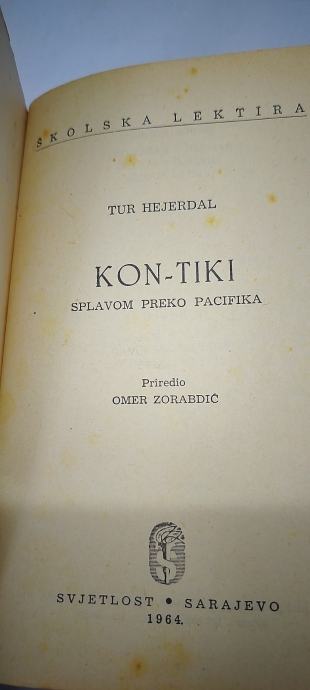 ŠKOLSKA LEKTIRA
TUR HEJERDAL
KON-TIKI
SPLAVOM PREKO PACIFIKA
Priredio
OMER ZORABDIĆ
SVJETLOST • SARAJEVO
1964.